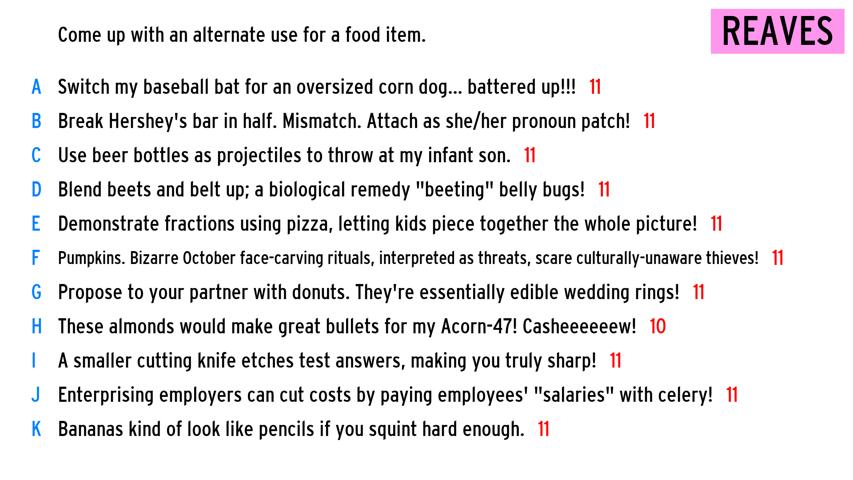 Come up with an alternate use for a food item.
REAVES
A Switch my baseball bat for an oversized corn dog... battered up!!! 11
B Break Hershey's bar in half. Mismatch. Attach as she/her pronoun patch! 11
C Use beer bottles as projectiles to throw at my infant son. 11
D Blend beets and belt up; a biological remedy "beeting" belly bugs! 11
E Demonstrate fractions using pizza, letting kids piece together the whole picture! 11
F Pumpkins. Bizarre October face-carving rituals, interpreted as threats, scare culturally-unaware thieves! 11
G Propose to your partner with donuts. They're essentially edible wedding rings! 11
H These almonds would make great bullets for my Acorn-47! Casheeeeeew! 10
I A smaller cutting knife etches test answers, making you truly sharp! 11
J Enterprising employers can cut costs by paying employees' "salaries" with celery! 11
K Bananas kind of look like pencils if you squint hard enough. 11